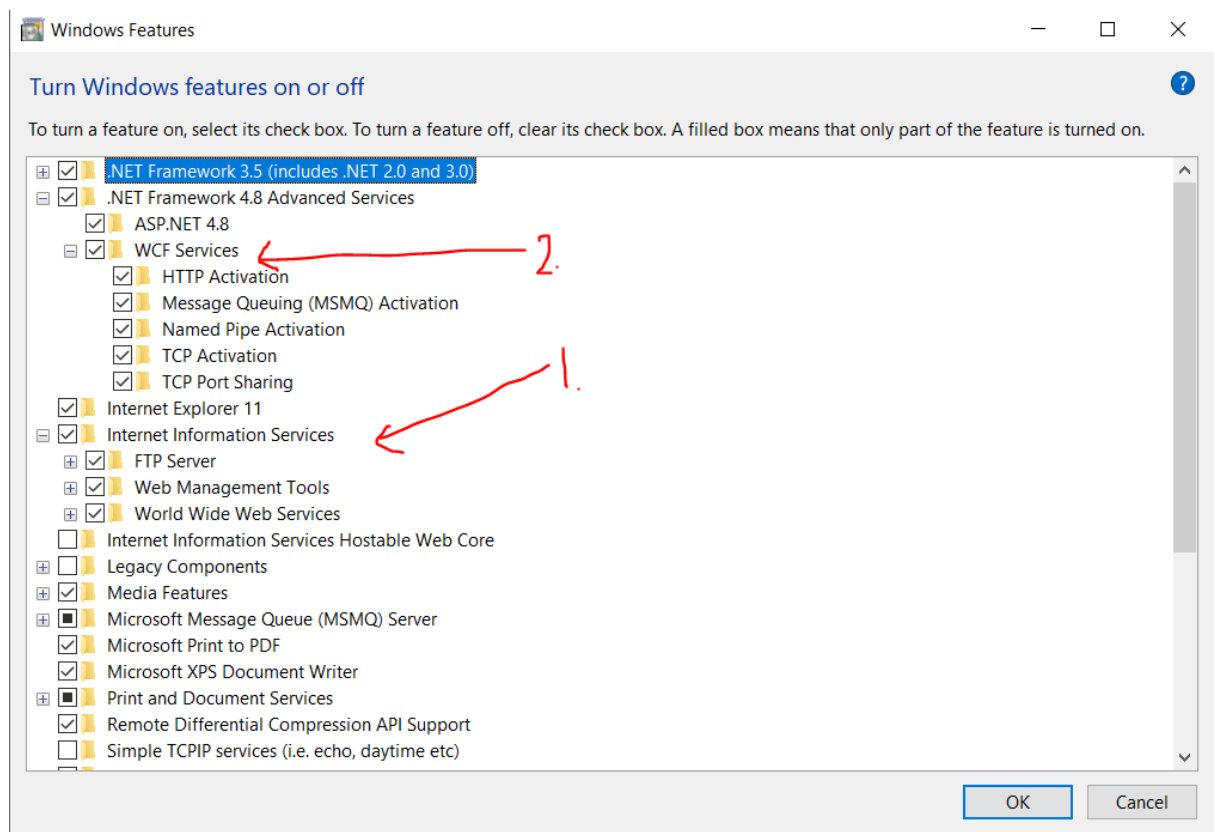 Windows Features
Turn Windows features on or off
?
To turn a feature on, select its check box. To turn a feature off, clear its check box. A filled box means that only part of the feature is turned on.
.NET Framework 3.5 (includes .NET 2.0 and 3.0)
.NET Framework 4.8 Advanced Services
ASP.NET 4.8
WCF Services
2.
HTTP Activation
Message Queuing (MSMQ) Activation
Named Pipe Activation
TCP Activation
1.
TCP Port Sharing
Internet Explorer 11
Internet Information Services
FTP Server
Web Management Tools
World Wide Web Services
Internet Information Services Hostable Web Core
Legacy Components
Media Features
Microsoft Message Queue (MSMQ) Server
Microsoft Print to PDF
Microsoft XPS Document Writer
Print and Document Services
Remote Differential Compression API Support
Simple TCPIP services (i.e. echo, daytime etc)
OK Cancel